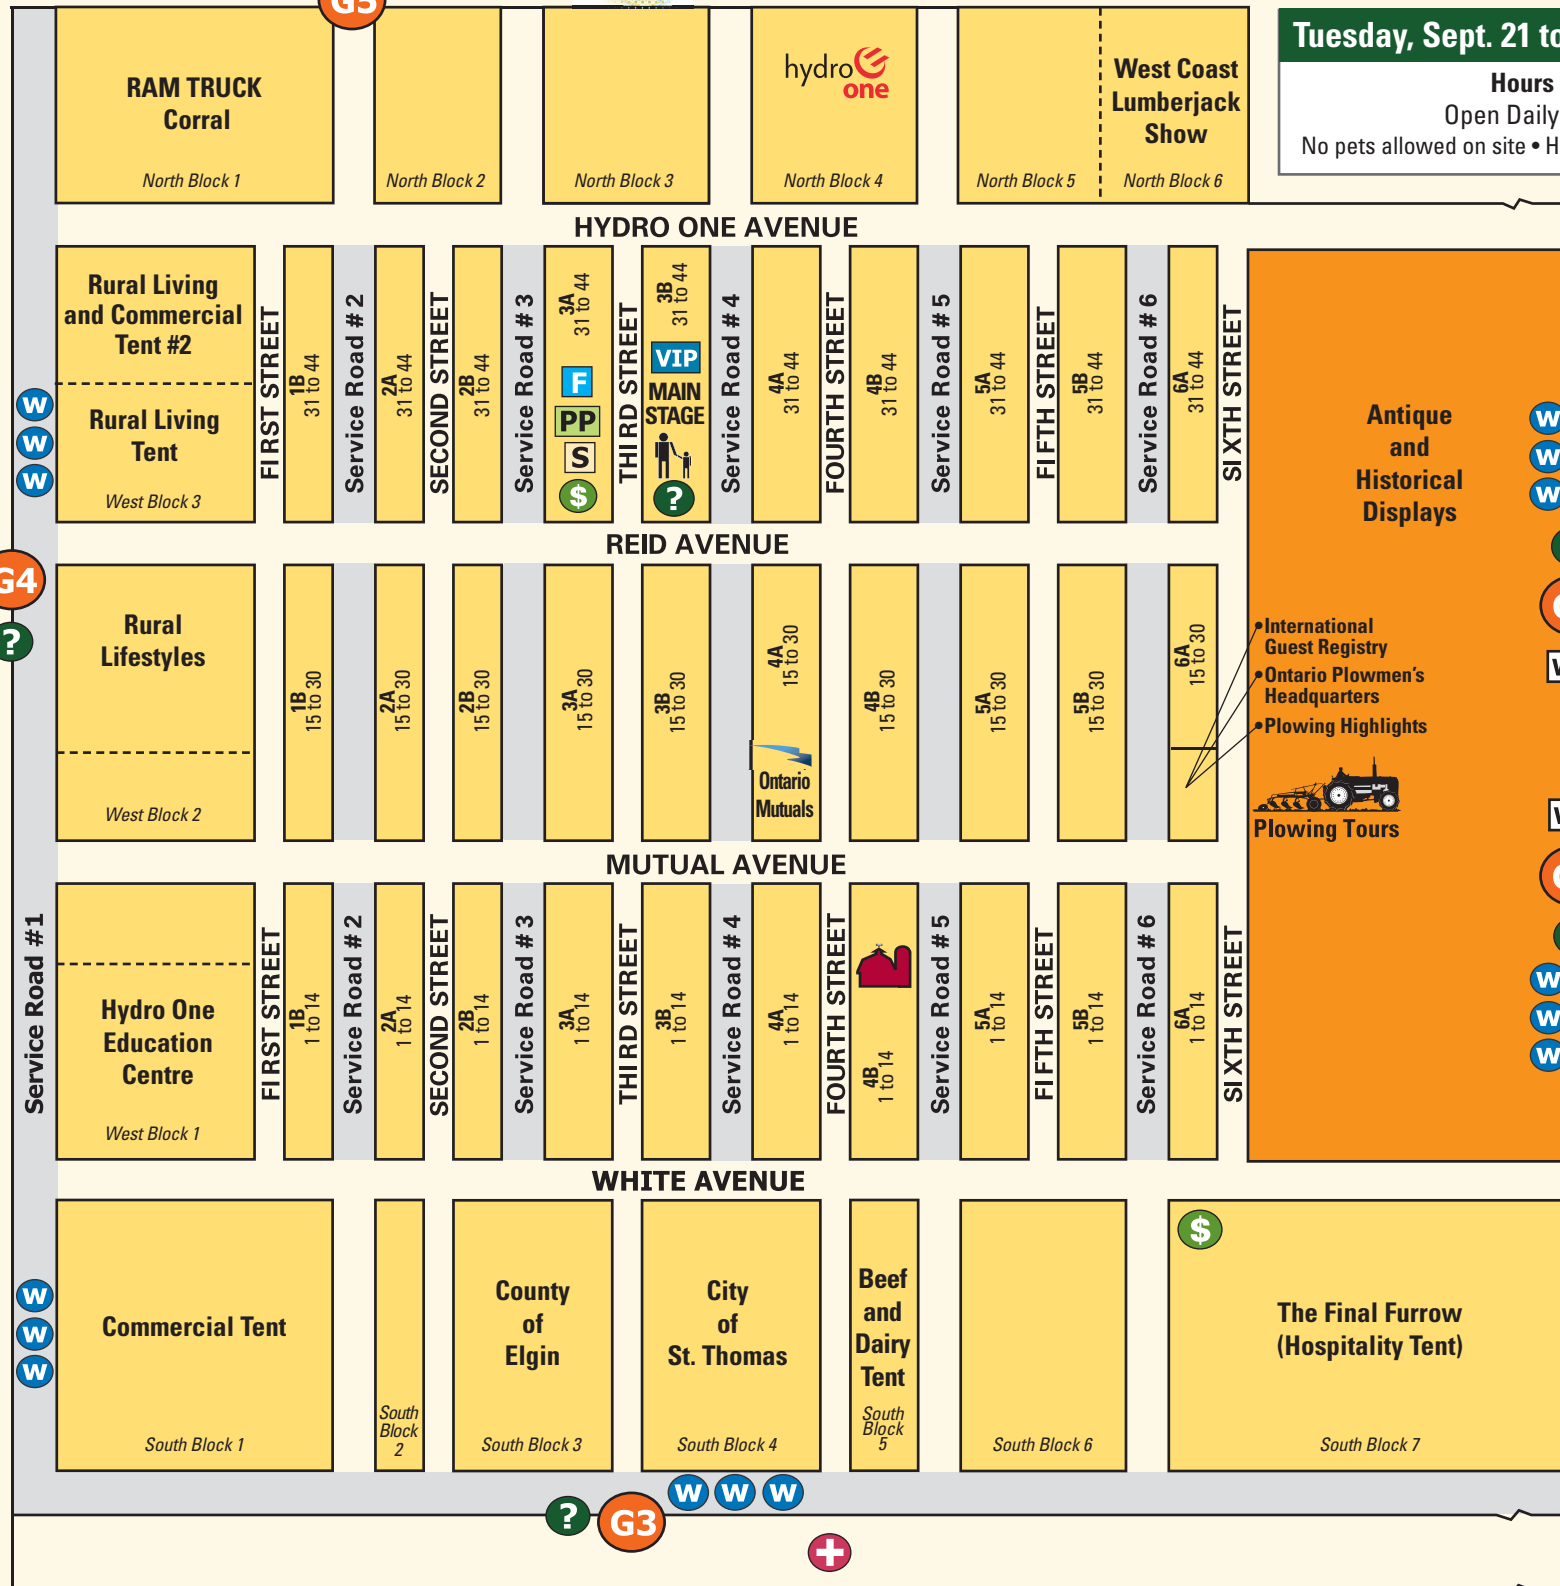 G5
RAM TRUCK
Corral
North Block 1
North Block 2
North Block 3
hydro
one
North Block 4
North Block 5
West Coast
Lumberjack
Show
North Block 6
Tuesday, Sept. 21 to
Hours
Open Daily
No pets allowed on site • H
HYDRO ONE AVENUE
Rural Living
and Commercial
Tent #2
Rural Living
Tent
West Block 3
W
W
W
FIRST STREET
1B
31 to 44
Service Road # 2
2A
31 to 44
SECOND STREET
2B
31 to 44
Service Road # 3
3A
31 to 44
F
PP
S
$
THIRD STREET
3B
31 to 44
VIP
MAIN
STAGE
?
Service Road # 4
4A
31 to 44
FOURTH STREET
4B
31 to 44
Service Road # 5
5A
31 to 44
FIFTH STREET
5B
31 to 44
Service Road # 6
6A
31 to 44
SIXTH STREET
Antique
and
Historical
Displays
W
W
W
REID AVENUE
G4
?
Rural
Lifestyles
West Block 2
1B
15 to 30
2A
15 to 30
2B
15 to 30
3A
15 to 30
3B
15 to 30
4A
15 to 30
Ontario
Mutuals
4B
15 to 30
5A
15 to 30
5B
15 to 30
6A
15 to 30
International
Guest Registry
Ontario Plowmen's
Headquarters
Plowing Highlights
Plowing Tours
MUTUAL AVENUE
Service Road #1
Hydro One
Education
Centre
West Block 1
FIRST STREET
1B
1 to 14
Service Road # 2
2A
1 to 14
SECOND STREET
2B
1 to 14
Service Road # 3
3A
1 to 14
THIRD STREET
3B
1 to 14
Service Road # 4
4A
1 to 14
FOURTH STREET
4B
1 to 14
Service Road # 5
5A
1 to 14
FIFTH STREET
5B
1 to 14
Service Road # 6
6A
1 to 14
SIXTH STREET
W
W
W
WHITE AVENUE
W
W
W
Commercial Tent
South Block 1
South
Block
2
County
of
Elgin
South Block 3
City
of
St. Thomas
South Block 4
Beef
and
Dairy
Tent
South
Block
5
South Block 6
$
The Final Furrow
(Hospitality Tent)
South Block 7
W W W
? G3